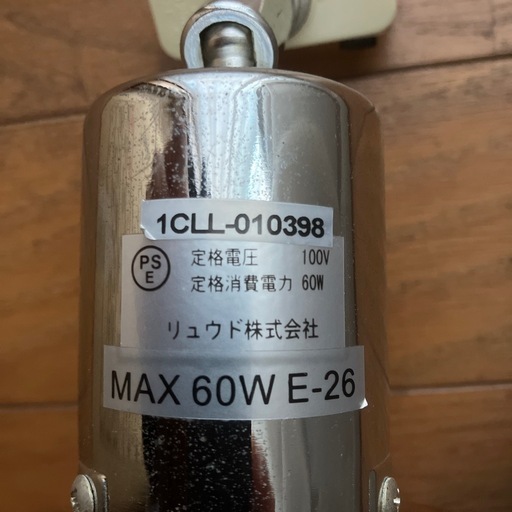 1CLL-010398
PS
E
定格電圧 100V
定格消費電力 60W
リュウド株式会社
MAX 60W E-26